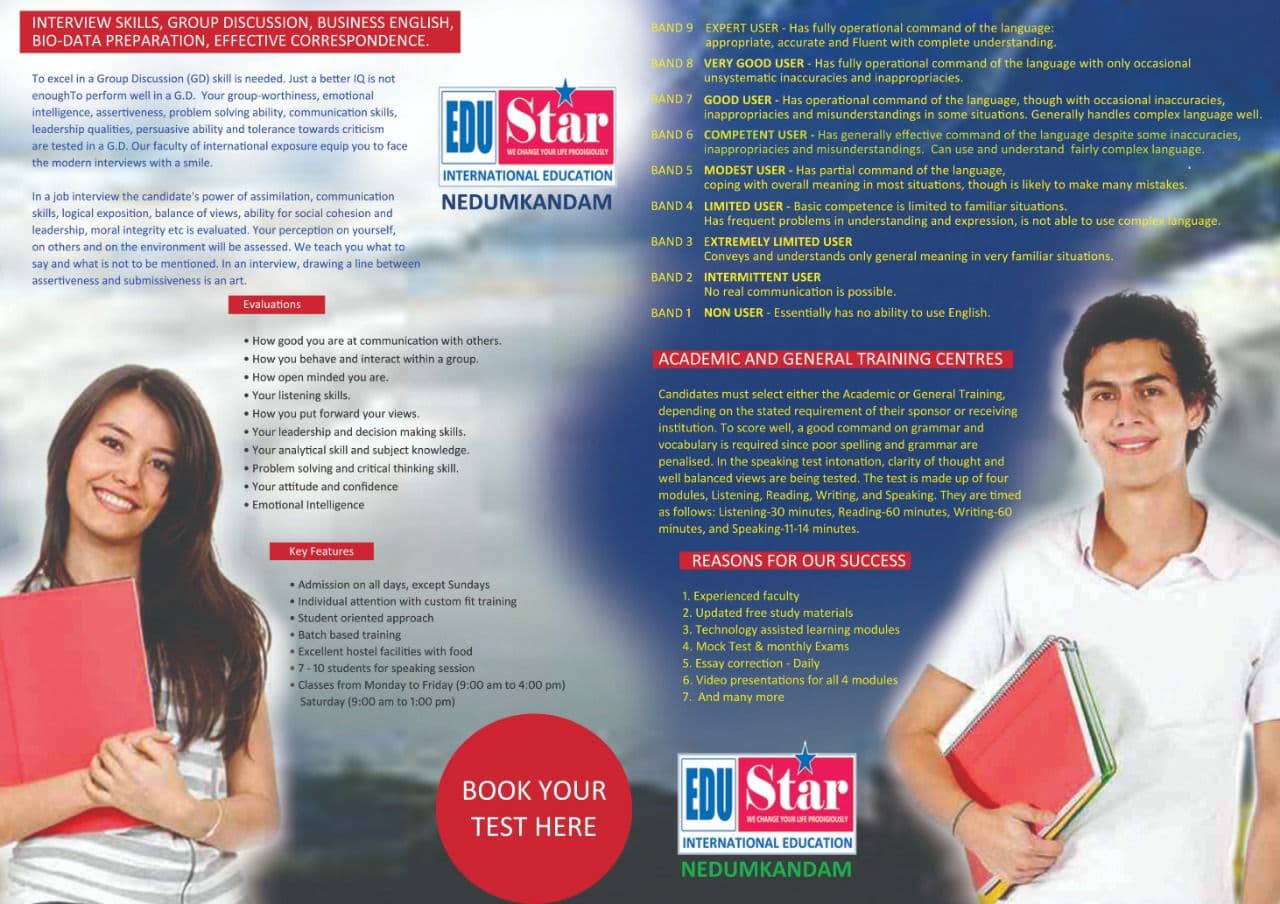 INTERVIEW SKILLS, GROUP DISCUSSION, BUSINESS ENGLISH,
BIO-DATA PREPARATION, EFFECTIVE CORRESPONDENCE.
To excel in a Group Discussion (GD) skill is needed. Just a better IQ is not
enoughTo perform well in a G.D. Your group-worthiness, emotional
intelligence, assertiveness, problem solving ability, communication skills,
leadership qualities, persuasive ability and tolerance towards criticism
are tested in a G.D. Our faculty of international exposure equip you to face
the modern interviews with a smile.
In a job interview the candidate's power of assimilation, communication
skills, logical exposition, balance of views, ability for social cohesion and
leadership, moral integrity etc is evaluated. Your perception on yourself,
on others and on the environment will be assessed. We teach you what to
say and what is not to be mentioned. In an interview, drawing a line between
assertiveness and submissiveness is an art.
EDU Star
WE CHANGE YOUR LIFE PRODIGIOUSLY
INTERNATIONAL EDUCATION
NEDUMKANDAM
Evaluations
• How good you are at communication with others.
• How you behave and interact within a group.
• How open minded you are.
• Your listening skills.
• How you put forward your views.
• Your leadership and decision making skills.
• Your analytical skill and subject knowledge.
• Problem solving and critical thinking skill.
• Your attitude and confidence
• Emotional Intelligence
Key Features
• Admission on all days, except Sundays
• Individual attention with custom fit training
• Student oriented approach
• Batch based training
• Excellent hostel facilities with food
• 7 - 10 students for speaking session
• Classes from Monday to Friday (9:00 am to 4:00 pm)
Saturday (9:00 am to 1:00 pm)
BOOK YOUR
TEST HERE
BAND 9 EXPERT USER - Has fully operational command of the language:
appropriate, accurate and Fluent with complete understanding.
BAND 8 VERY GOOD USER - Has fully operational command of the language with only occasional
unsystematic inaccuracies and inappropriacies.
BAND 7 GOOD USER - Has operational command of the language, though with occasional inaccuracies,
inappropriacies and misunderstandings in some situations. Generally handles complex language well.
BAND 6 COMPETENT USER - Has generally effective command of the language despite some inaccuracies,
inappropriacies and misunderstandings. Can use and understand fairly complex language.
BAND 5 MODEST USER - Has partial command of the language,
coping with overall meaning in most situations, though is likely to make many mistakes.
BAND 4 LIMITED USER - Basic competence is limited to familiar situations.
Has frequent problems in understanding and expression, is not able to use complex language.
BAND 3 EXTREMELY LIMITED USER
Conveys and understands only general meaning in very familiar situations.
BAND 2 INTERMITTENT USER
No real communication is possible.
BAND 1 NON USER - Essentially has no ability to use English.
ACADEMIC AND GENERAL TRAINING CENTRES
Candidates must select either the Academic or General Training,
depending on the stated requirement of their sponsor or receiving
institution. To score well, a good command on grammar and
vocabulary is required since poor spelling and grammar are
penalised. In the speaking test intonation, clarity of thought and
well balanced views are being tested. The test is made up of four
modules, Listening, Reading, Writing, and Speaking. They are timed
as follows: Listening-30 minutes, Reading-60 minutes, Writing-60
minutes, and Speaking-11-14 minutes.
REASONS FOR OUR SUCCESS
1. Experienced faculty
2. Updated free study materials
3. Technology assisted learning modules
4. Mock Test & monthly Exams
5. Essay correction - Daily
6. Video presentations for all 4 modules
7. And many more
EDU Star
WE CHANGE YOUR LIFE PRODIGIOUSLY
INTERNATIONAL EDUCATION
NEDUMKANDAM